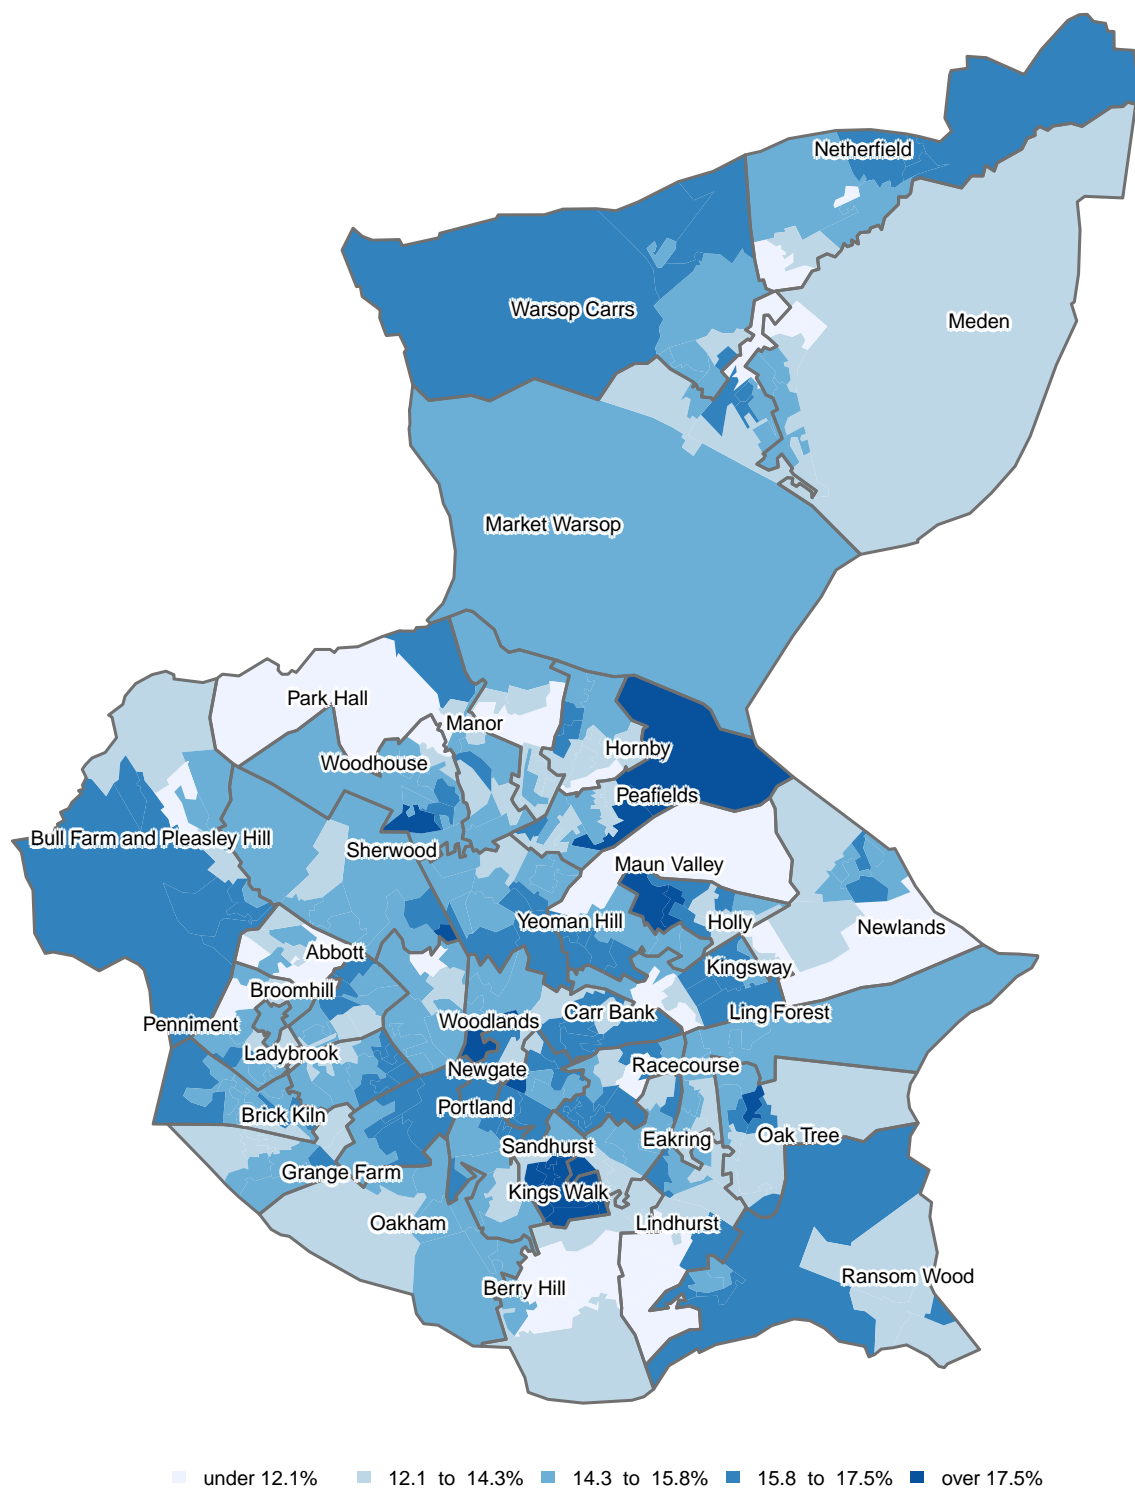 Netherfield
Warsop Carrs
Meden
Market Warsop
Park Hall
Manor
Hornby
Woodhouse
Peafields
Bull Farm and Pleasley Hill
Sherwood
Maun Valley
Yeoman Hill
Holly
Newlands
Abbott
Kingsway
Broomhill
Carr Bank
Ling Forest
Penniment
Woodlands
Ladybrook
Newgate
Racecourse
Brick Kiln
Portland
Oak Tree
Sandhurst
Eakring
Grange Farm
Kings Walk
Oakham
Lindhurst
Ransom Wood
Berry Hill
under 12.1% 12.1 to 14.3% 14.3 to 15.8% 15.8 to 17.5% over 17.5%